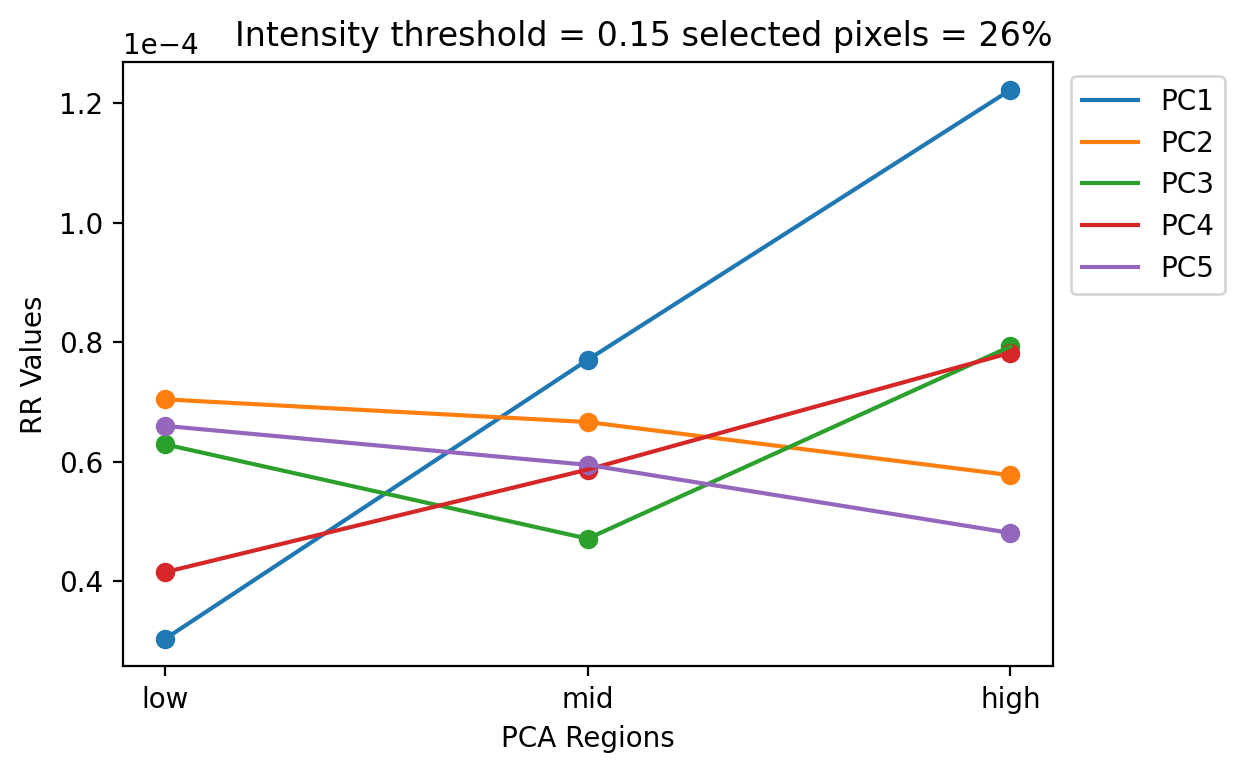 Intensity threshold = 0.15 selected pixels = 26%
1e−4
1.2
1.0
0.8
0.6
0.4
RR Values
low
mid
high
PCA Regions
PC1
PC2
PC3
PC4
PC5